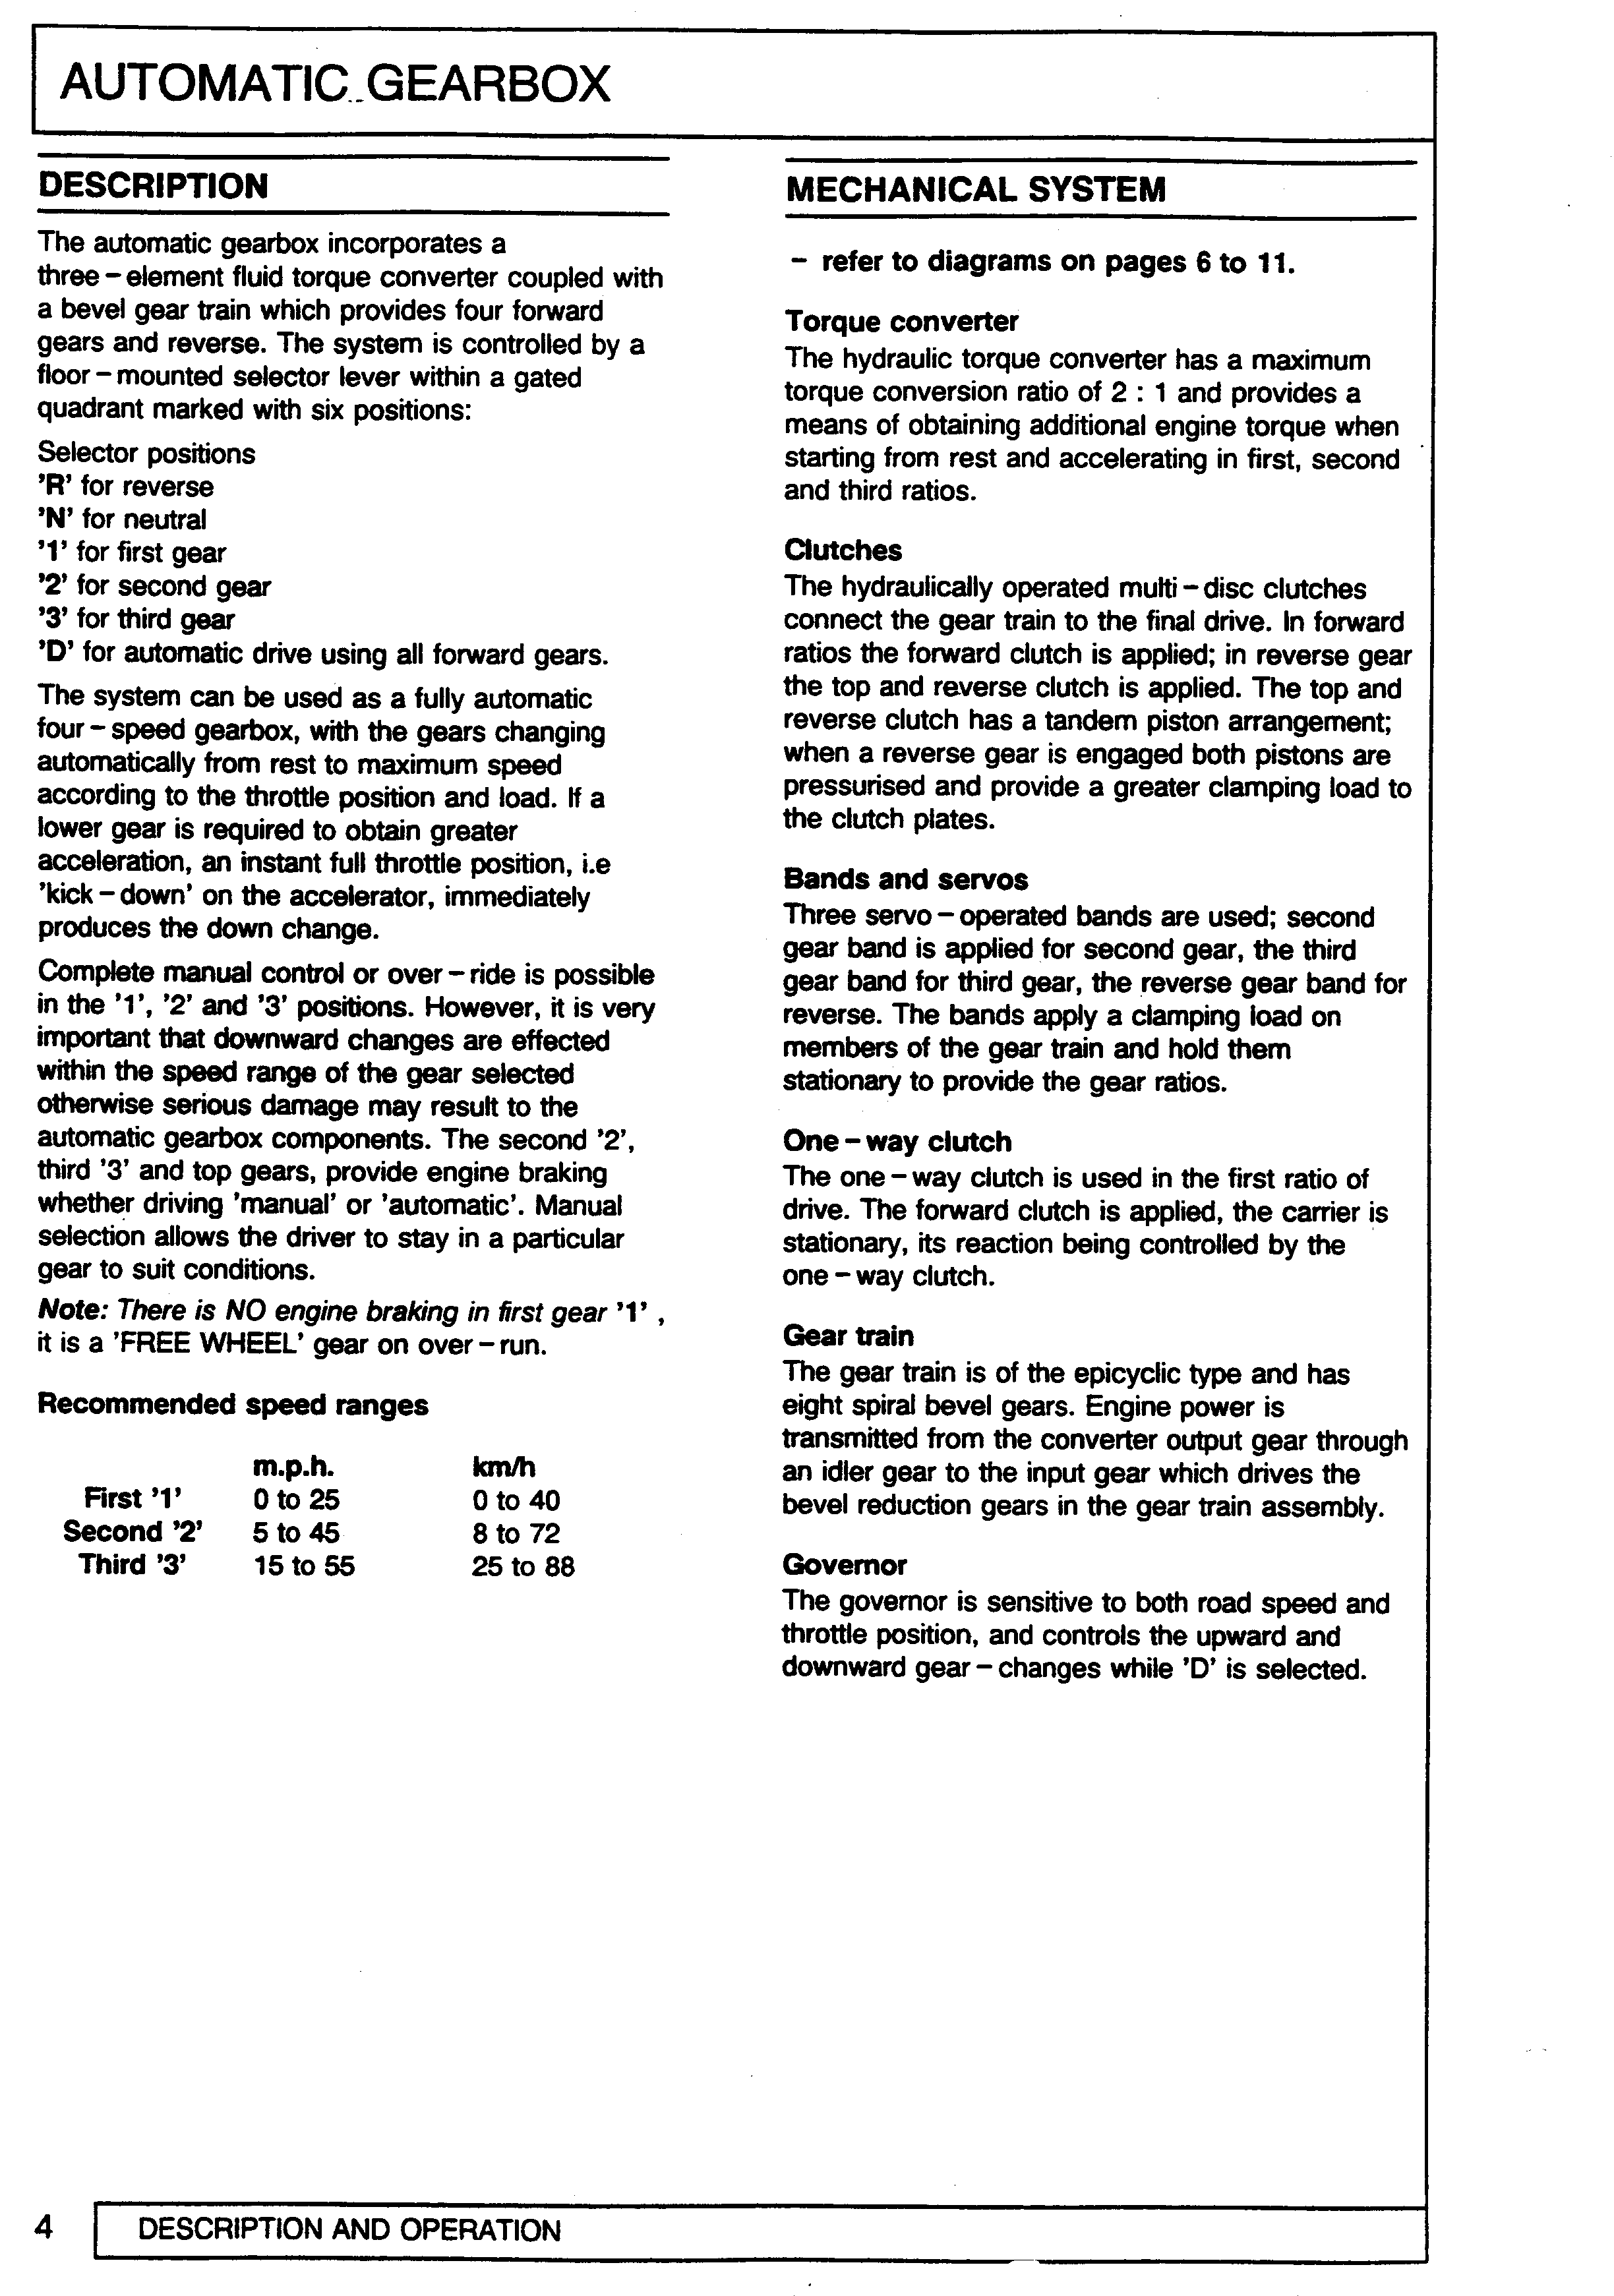 AUTOMATIC GEARBOX
DESCRIPTION
The automatic gearbox incorporates a
three – element fluid torque converter coupled with
a bevel gear train which provides four forward
gears and reverse. The system is controlled by a
floor – mounted selector lever within a gated
quadrant marked with six positions:
Selector positions
'R' for reverse
'N' for neutral
'1' for first gear
'2' for second gear
'3' for third gear
'D' for automatic drive using all forward gears.
The system can be used as a fully automatic
four – speed gearbox, with the gears changing
automatically from rest to maximum speed
according to the throttle position and load. If a
lower gear is required to obtain greater
acceleration, an instant full throttle position, i.e
'kick – down' on the accelerator, immediately
produces the down change.
Complete manual control or over – ride is possible
in the '1', '2' and '3' positions. However, it is very
important that downward changes are effected
within the speed range of the gear selected
otherwise serious damage may result to the
automatic gearbox components. The second '2',
third '3' and top gears, provide engine braking
whether driving 'manual' or 'automatic'. Manual
selection allows the driver to stay in a particular
gear to suit conditions.
Note: There is NO engine braking in first gear '1' ,
it is a 'FREE WHEEL' gear on over – run.
Recommended speed ranges
m.p.h. km/h
First '1' 0 to 25 0 to 40
Second '2' 5 to 45 8 to 72
Third '3' 15 to 55 25 to 88
MECHANICAL SYSTEM
– refer to diagrams on pages 6 to 11.
Torque converter
The hydraulic torque converter has a maximum
torque conversion ratio of 2 : 1 and provides a
means of obtaining additional engine torque when
starting from rest and accelerating in first, second
and third ratios.
Clutches
The hydraulically operated multi – disc clutches
connect the gear train to the final drive. In forward
ratios the forward clutch is applied; in reverse gear
the top and reverse clutch is applied. The top and
reverse clutch has a tandem piston arrangement;
when a reverse gear is engaged both pistons are
pressurised and provide a greater clamping load to
the clutch plates.
Bands and servos
Three servo – operated bands are used; second
gear band is applied for second gear, the third
gear band for third gear, the reverse gear band for
reverse. The bands apply a clamping load on
members of the gear train and hold them
stationary to provide the gear ratios.
One – way clutch
The one – way clutch is used in the first ratio of
drive. The forward clutch is applied, the carrier is
stationary, its reaction being controlled by the
one – way clutch.
Gear train
The gear train is of the epicyclic type and has
eight spiral bevel gears. Engine power is
transmitted from the converter output gear through
an idler gear to the input gear which drives the
bevel reduction gears in the gear train assembly.
Governor
The governor is sensitive to both road speed and
throttle position, and controls the upward and
downward gear – changes while 'D' is selected.
4 DESCRIPTION AND OPERATION